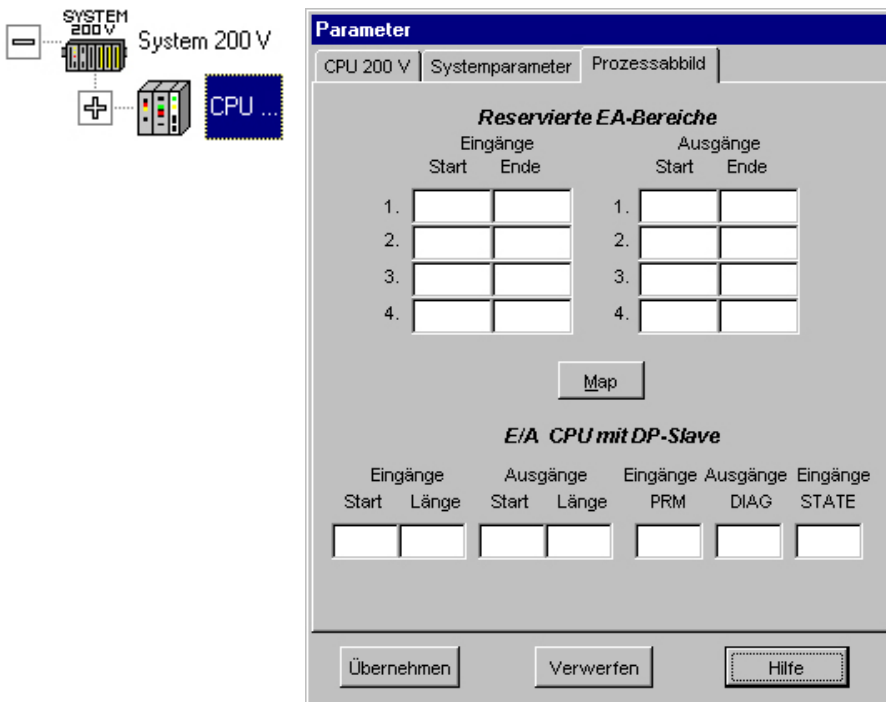 SYSTEM
200 V
System 200 V
CPU ...
Parameter
CPU 200 V Systemparameter Prozessabbild
Reservierte EA-Bereiche
Eingänge Ausgänge
Start Ende Start Ende
1. 1.
2. 2.
3. 3.
4. 4.
Map
E/A CPU mit DP-Slave
Eingänge Ausgänge Eingänge Ausgänge Eingänge
Start Länge Start Länge PRM DIAG STATE
Übernehmen Verwerfen Hilfe